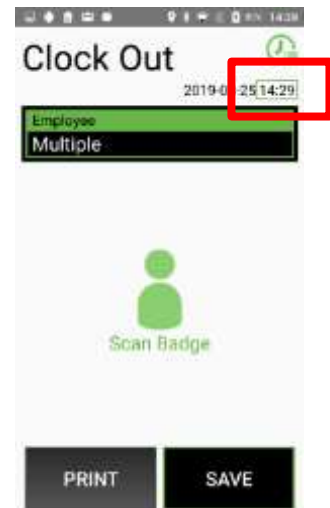 Clock Out
14:29
Employee
Multiple
Scan Badge
PRINT
SAVE